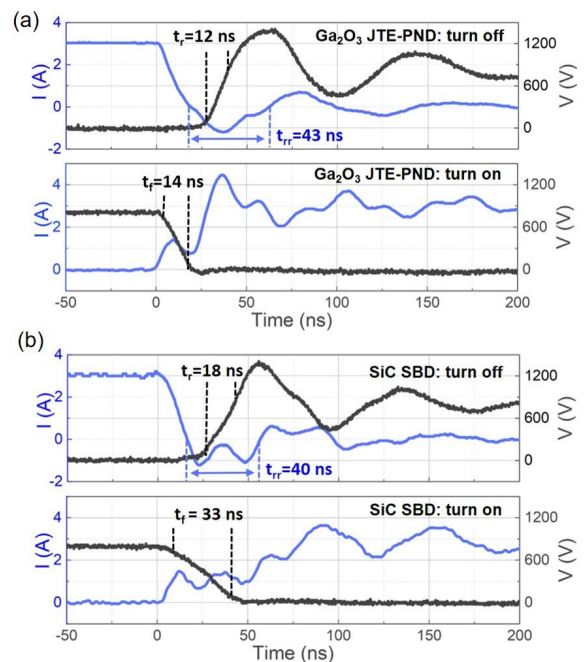 (a)
4
t_r=12 ns
Ga₂O₃ JTE-PND: turn off
1200
I (A)
2
600
V (V)
0
0
-2
t_rr=43 ns
Ga₂O₃ JTE-PND: turn on
4
t_f=14 ns
1200
I (A)
2
600
V (V)
0
0
-50 0 50 100 150 200
Time (ns)
(b)
4
t_r=18 ns
SiC SBD: turn off
1200
I (A)
2
600
V (V)
0
0
-2
t_rr=40 ns
SiC SBD: turn on
4
t_f = 33 ns
1200
I (A)
2
600
V (V)
0
0
-50 0 50 100 150 200
Time (ns)